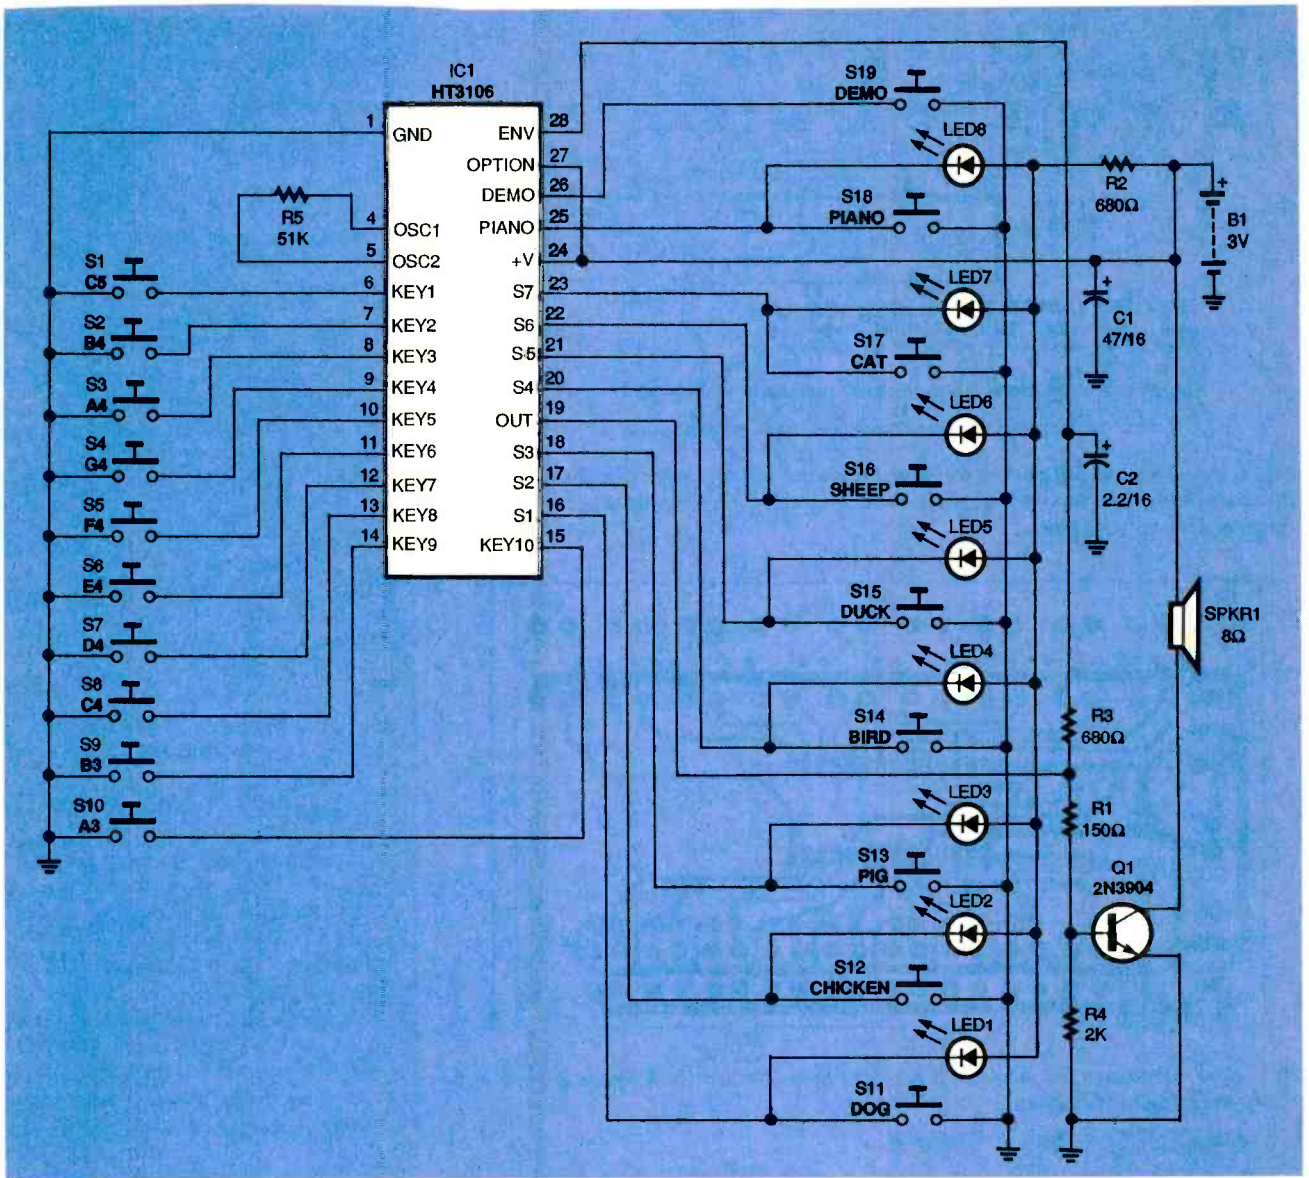 IC1
HT3106
1 GND
4 OSC1
5 OSC2
6 KEY1
7 KEY2
8 KEY3
9 KEY4
10 KEY5
11 KEY6
12 KEY7
13 KEY8
14 KEY9
ENV 28
OPTION 27
DEMO 26
PIANO 25
+V 24
S7 23
S6 22
S5 21
S4 20
OUT 19
S3 18
S2 17
S1 16
KEY10 15
R5
51K
S1
C5
S2
B4
S3
A4
S4
G4
S5
F4
S6
E4
S7
D4
S8
C4
S9
B3
S10
A3
S19
DEMO
LED8
S18
PIANO
LED7
S17
CAT
LED6
S16
SHEEP
LED5
S15
DUCK
LED4
S14
BIRD
LED3
S13
PIG
LED2
S12
CHICKEN
LED1
S11
DOG
R2
680Ω
+
B1
3V
+
C1
47/16
+
C2
2.2/16
SPKR1
8Ω
R3
680Ω
R1
150Ω
Q1
2N3904
R4
2K